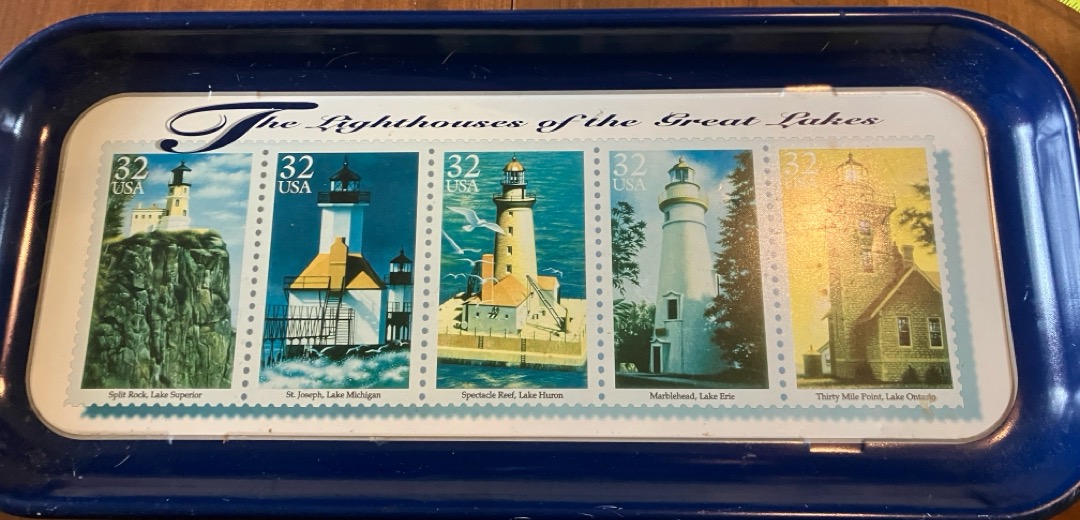 The Lighthouses of the Great Lakes
32
USA
32
USA
32
USA
32
USA
32
USA
Split Rock, Lake Superior
St. Joseph, Lake Michigan
Spectacle Reef, Lake Huron
Marblehead, Lake Erie
Thirty Mile Point, Lake Ontario